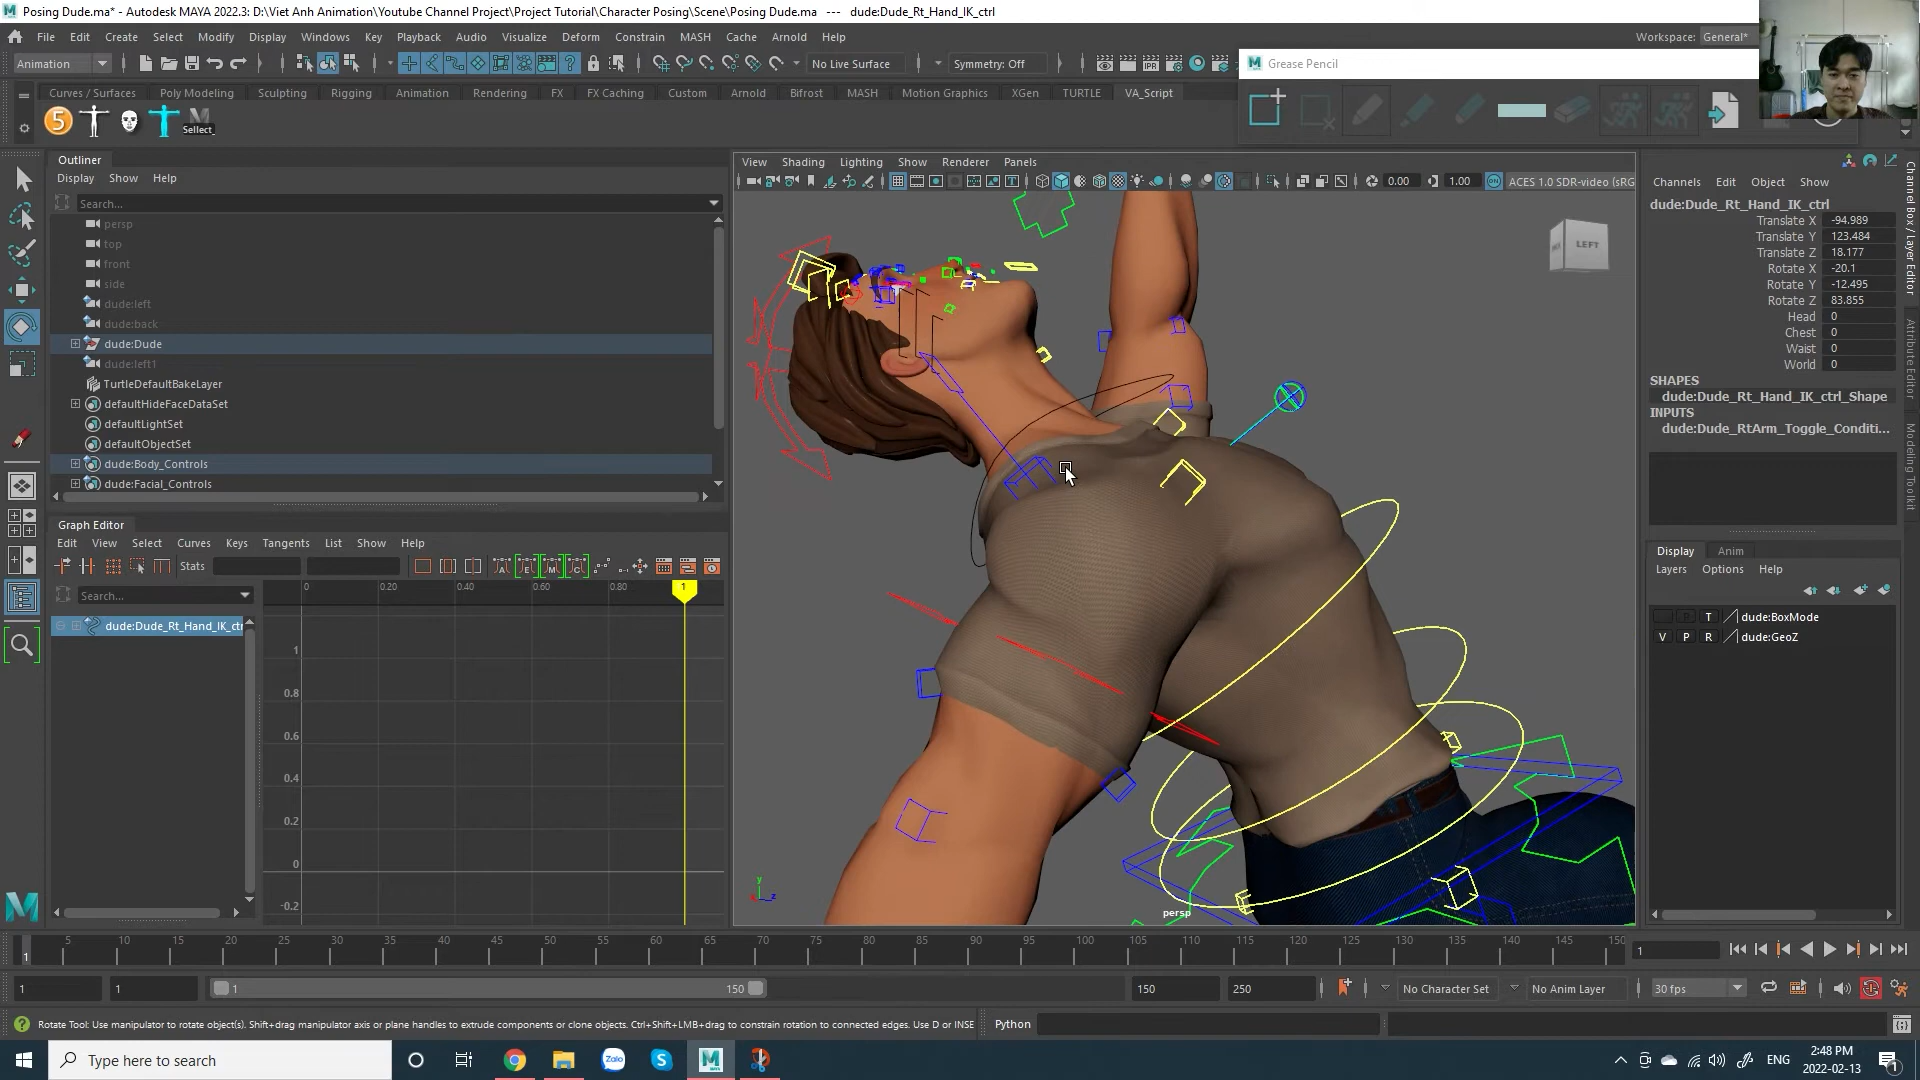 Posing Dude.ma* - Autodesk MAYA 2022.3: D:\Viet Anh Animation\Youtube Channel Project\Project Tutorial\Character Posing\Scene\Posing Dude.ma --- dude:Dude_Rt_Hand_IK_ctrl
File Edit Create Select Modify Display Windows Key Playback Audio Visualize Deform Constrain MASH Cache Arnold Help
Workspace: General*
Animation
No Live Surface
Symmetry: Off
Grease Pencil
Curves / Surfaces Poly Modeling Sculpting Rigging Animation Rendering FX FX Caching Custom Arnold Bifrost MASH Motion Graphics XGen TURTLE VA_Script
5
Sellect_
Outliner
Display Show Help
Search...
persp
top
front
side
dude:left
dude:back
dude:Dude
dude:left1
TurtleDefaultBakeLayer
defaultHideFaceDataSet
defaultLightSet
defaultObjectSet
dude:Body_Controls
dude:Facial_Controls
Graph Editor
Edit View Select Curves Keys Tangents List Show Help
Stats
Search...
0 0.20 0.40 0.60 0.80 1
dude:Dude_Rt_Hand_IK_ctr
1
0.8
0.6
0.4
0.2
0
-0.2
View Shading Lighting Show Renderer Panels
0.00
1.00
ACES 1.0 SDR-video (sRG
LEFT
persp
y
z
Channels Edit Object Show
dude:Dude_Rt_Hand_IK_ctrl
Translate X -94.989
Translate Y 123.484
Translate Z 18.177
Rotate X -20.1
Rotate Y -12.495
Rotate Z 83.855
Head 0
Chest 0
Waist 0
World 0
SHAPES
dude:Dude_Rt_Hand_IK_ctrl_Shape
INPUTS
dude:Dude_RtArm_Toggle_Conditi...
Display Anim
Layers Options Help
T dude:BoxMode
V P R dude:GeoZ
Channel Box / Layer Editor
Attribute Editor
Modeling Toolkit
1 5 10 15 20 25 30 35 40 45 50 55 60 65 70 75 80 85 90 95 100 105 110 115 120 125 130 135 140 145 150
1
1 1 1 150 150 250
No Character Set
No Anim Layer
30 fps
Rotate Tool: Use manipulator to rotate object(s). Shift+drag manipulator axis or plane handles to extrude components or clone objects. Ctrl+Shift+LMB+drag to constrain rotation to connected edges. Use D or INSE
Python
Type here to search
Zalo
ENG
2:48 PM
2022-02-13
1